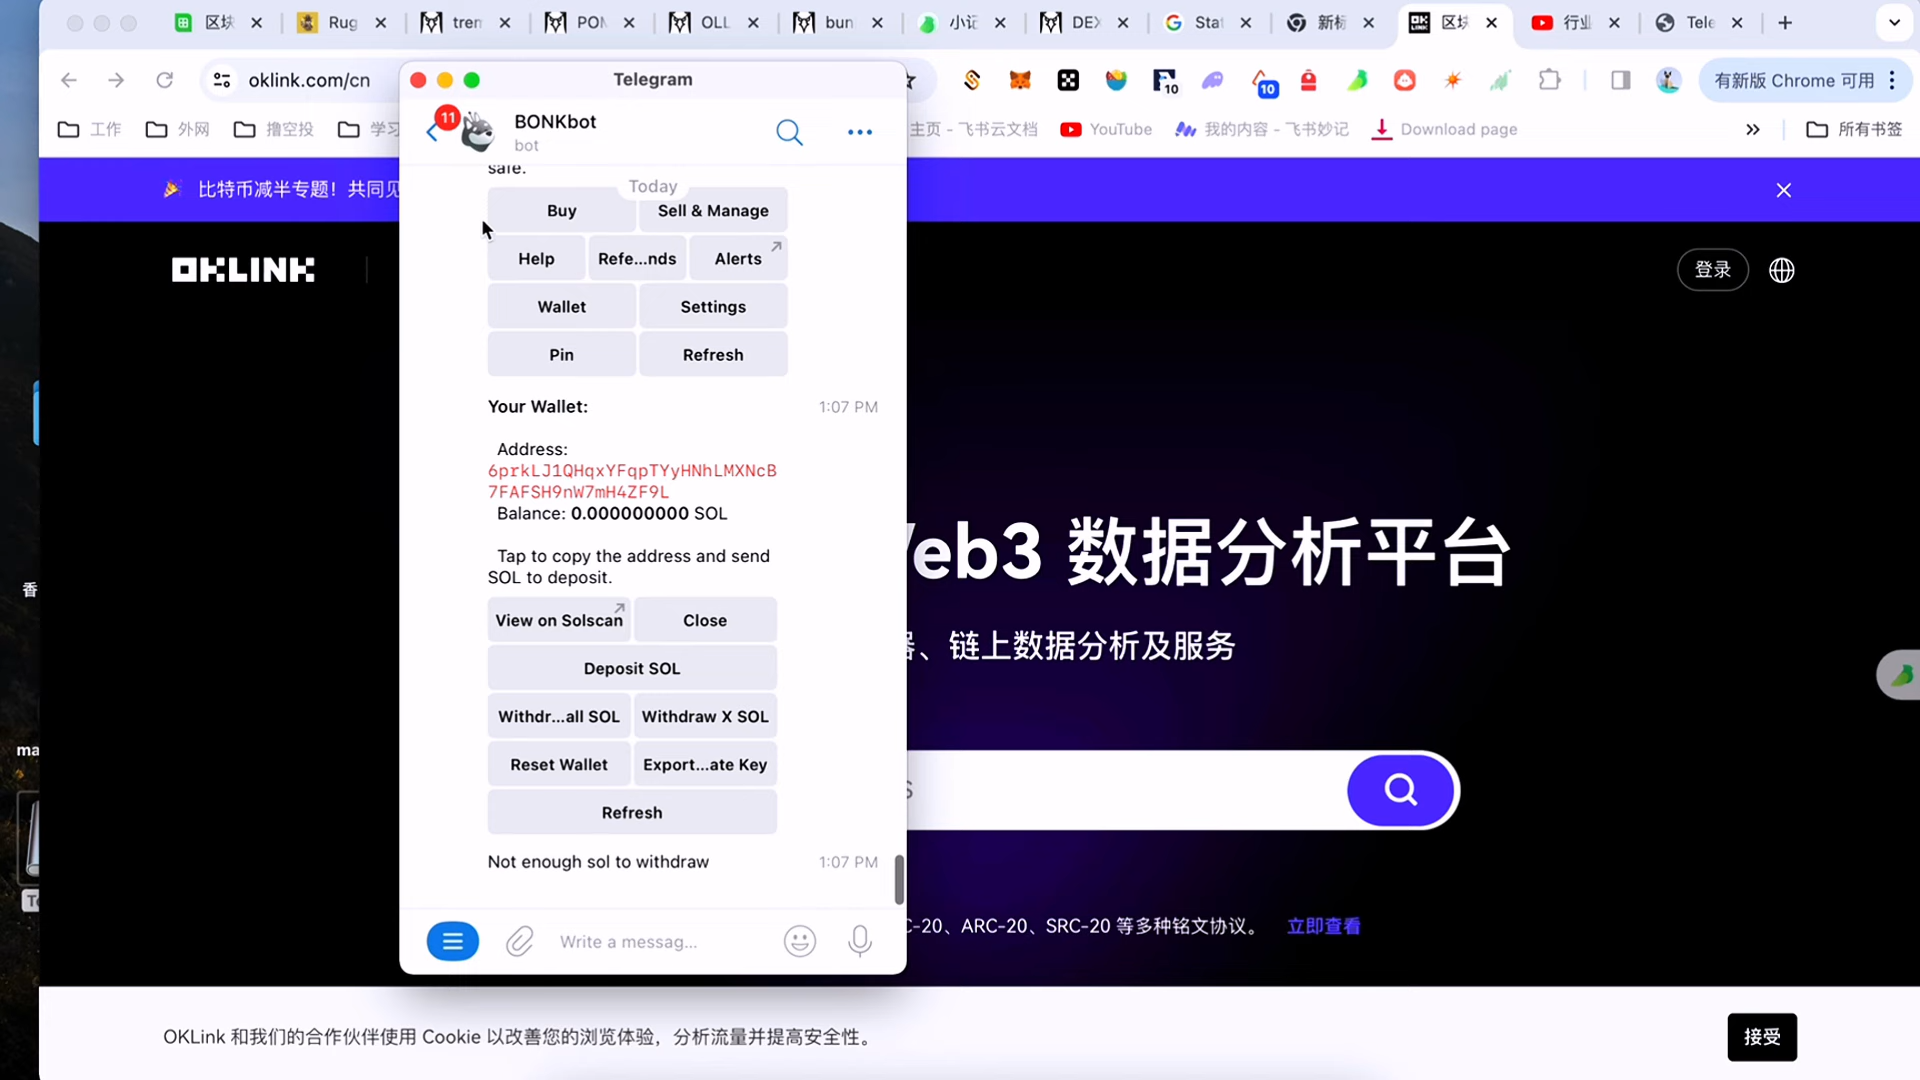 区块
Rug
tren
PON
OLL
bun
小记
DEX
Stat
新标
区块
行业
Tele
oklink.com/cn
10
10
有新版 Chrome 可用
工作
外网
撸空投
学习
主页 - 飞书云文档
YouTube
我的内容 - 飞书妙记
Download page
所有书签
Telegram
11
BONKbot
bot
比特币减半专题！共同见
safe.
Today
Buy
Sell & Manage
OKLINK
登录
Help
Refe...nds
Alerts
Wallet
Settings
Pin
Refresh
Your Wallet:
1:07 PM
Address:
6prkLJ1QHqxYFqpTYyHNhLMXNcB
7FAFSH9nW7mH4ZF9L
Balance: 0.000000000 SOL
Tap to copy the address and send
SOL to deposit.
Web3 数据分析平台
香
View on Solscan
Close
器、链上数据分析及服务
Deposit SOL
Withdr...all SOL
Withdraw X SOL
ma
Reset Wallet
Export...ate Key
Refresh
Not enough sol to withdraw
1:07 PM
Write a messag...
C-20、ARC-20、SRC-20 等多种铭文协议。
立即查看
OKLink 和我们的合作伙伴使用 Cookie 以改善您的浏览体验，分析流量并提高安全性。
接受